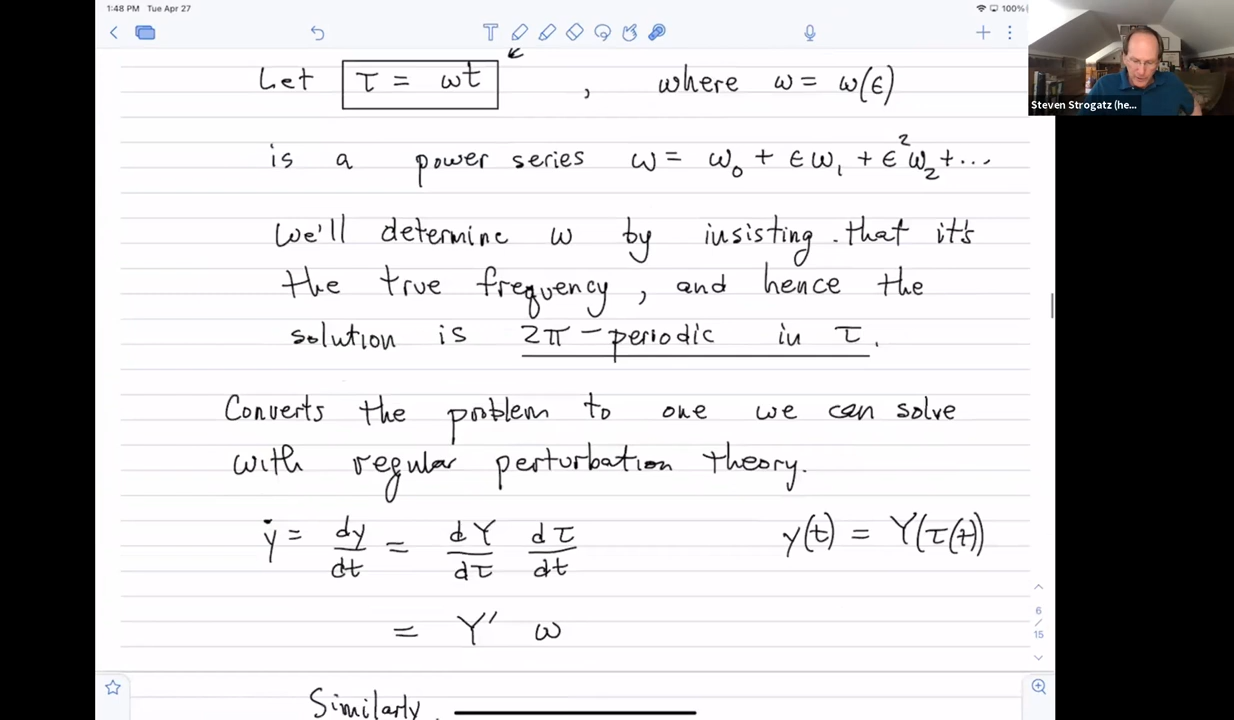 1:48 PM Tue Apr 27
100%
Steven Strogatz (he...
Let τ = ωt , where ω = ω(ϵ)
is a power series ω = ω₀ + ϵω₁ + ϵ²ω₂ + ...
We'll determine ω by insisting that it's
the true frequency, and hence the
solution is 2π-periodic in τ.
Converts the problem to one we can solve
with regular perturbation theory.
ẏ = dy/dt = dY/dτ dτ/dt y(t) = Y(τ(t))
= Y′ ω
6
/
15
Similarly,